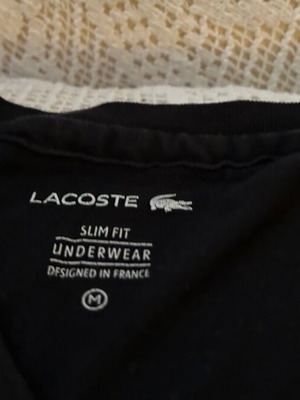 LACOSTE
SLIM FIT
UNDERWEAR
DESIGNED IN FRANCE
M